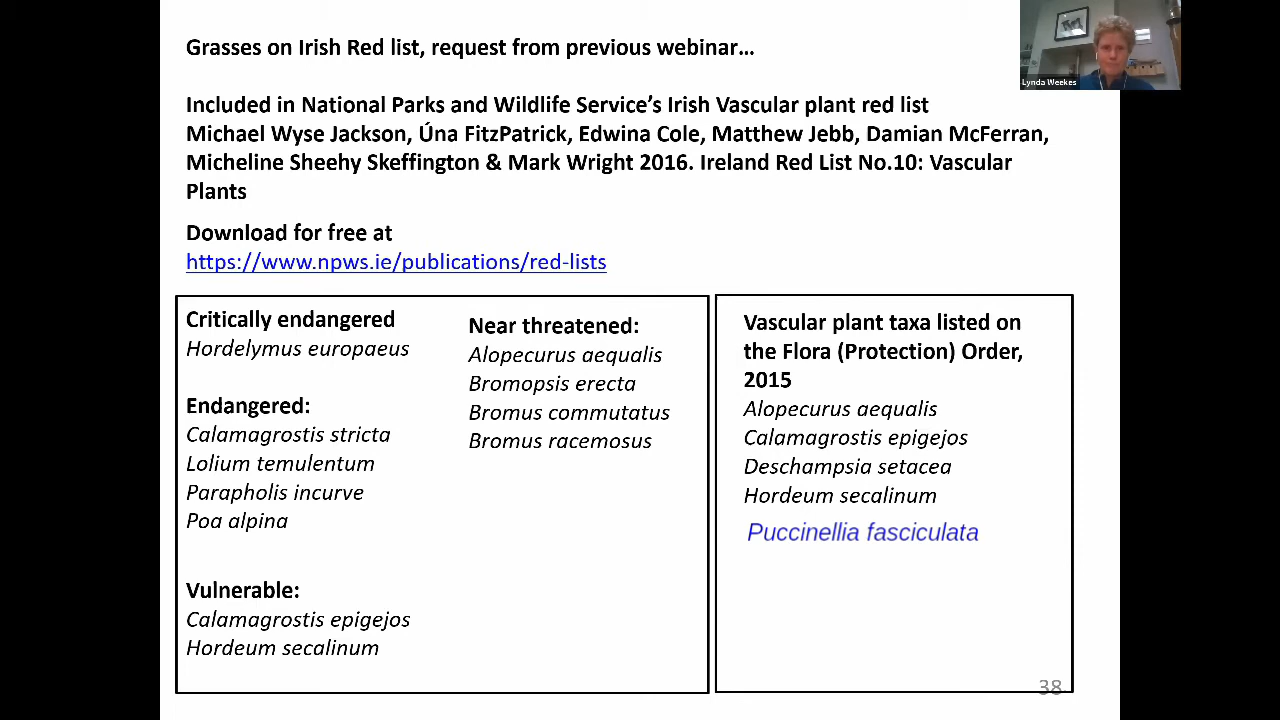 Grasses on Irish Red list, request from previous webinar…
Lynda Weekes
Included in National Parks and Wildlife Service’s Irish Vascular plant red list
Michael Wyse Jackson, Úna FitzPatrick, Edwina Cole, Matthew Jebb, Damian McFerran,
Micheline Sheehy Skeffington & Mark Wright 2016. Ireland Red List No.10: Vascular
Plants
Download for free at
https://www.npws.ie/publications/red-lists
Critically endangered
Hordelymus europaeus
Endangered:
Calamagrostis stricta
Lolium temulentum
Parapholis incurve
Poa alpina
Vulnerable:
Calamagrostis epigejos
Hordeum secalinum
Near threatened:
Alopecurus aequalis
Bromopsis erecta
Bromus commutatus
Bromus racemosus
Vascular plant taxa listed on
the Flora (Protection) Order,
2015
Alopecurus aequalis
Calamagrostis epigejos
Deschampsia setacea
Hordeum secalinum
Puccinellia fasciculata
38